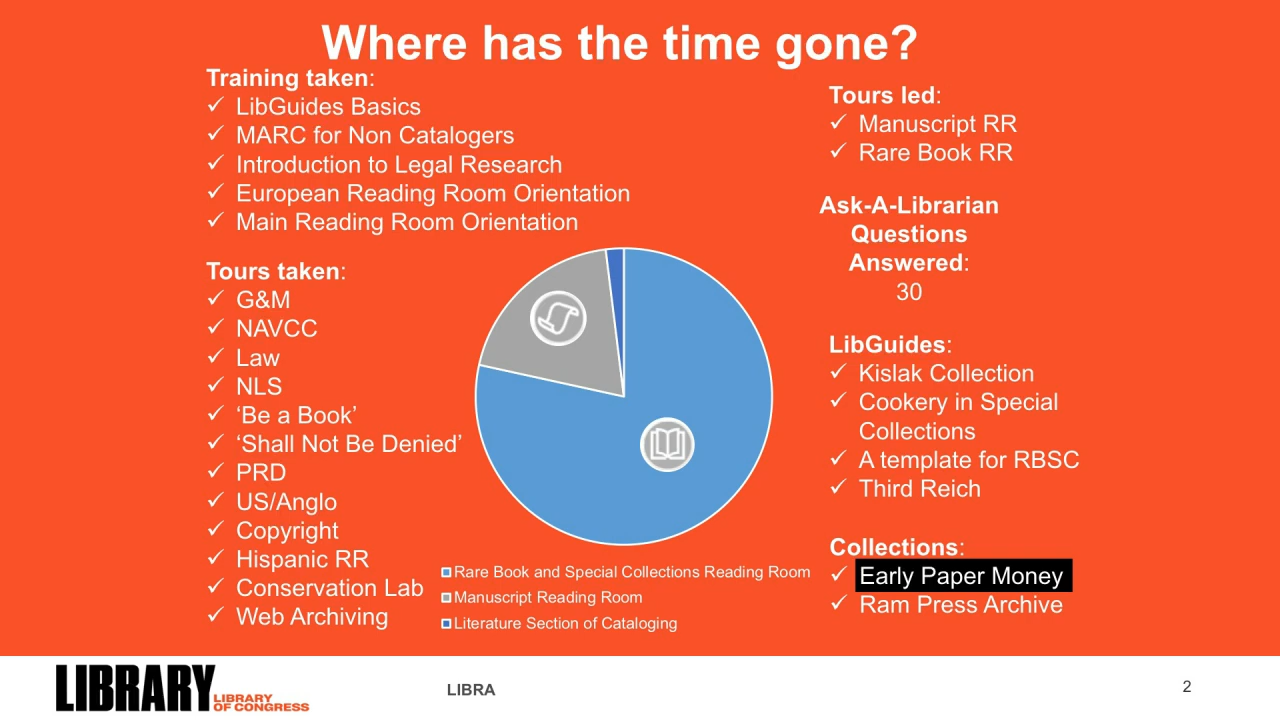 Where has the time gone?
Training taken:
✓ LibGuides Basics
✓ MARC for Non Catalogers
✓ Introduction to Legal Research
✓ European Reading Room Orientation
✓ Main Reading Room Orientation
Tours taken:
✓ G&M
✓ NAVCC
✓ Law
✓ NLS
✓ ‘Be a Book’
✓ ‘Shall Not Be Denied’
✓ PRD
✓ US/Anglo
✓ Copyright
✓ Hispanic RR
✓ Conservation Lab
✓ Web Archiving
Rare Book and Special Collections Reading Room
Manuscript Reading Room
Literature Section of Cataloging
Tours led:
✓ Manuscript RR
✓ Rare Book RR
Ask-A-Librarian
Questions
Answered:
30
LibGuides:
✓ Kislak Collection
✓ Cookery in Special
Collections
✓ A template for RBSC
✓ Third Reich
Collections:
✓ Early Paper Money
✓ Ram Press Archive
LIBRARY
LIBRARY
OF CONGRESS
LIBRA
2